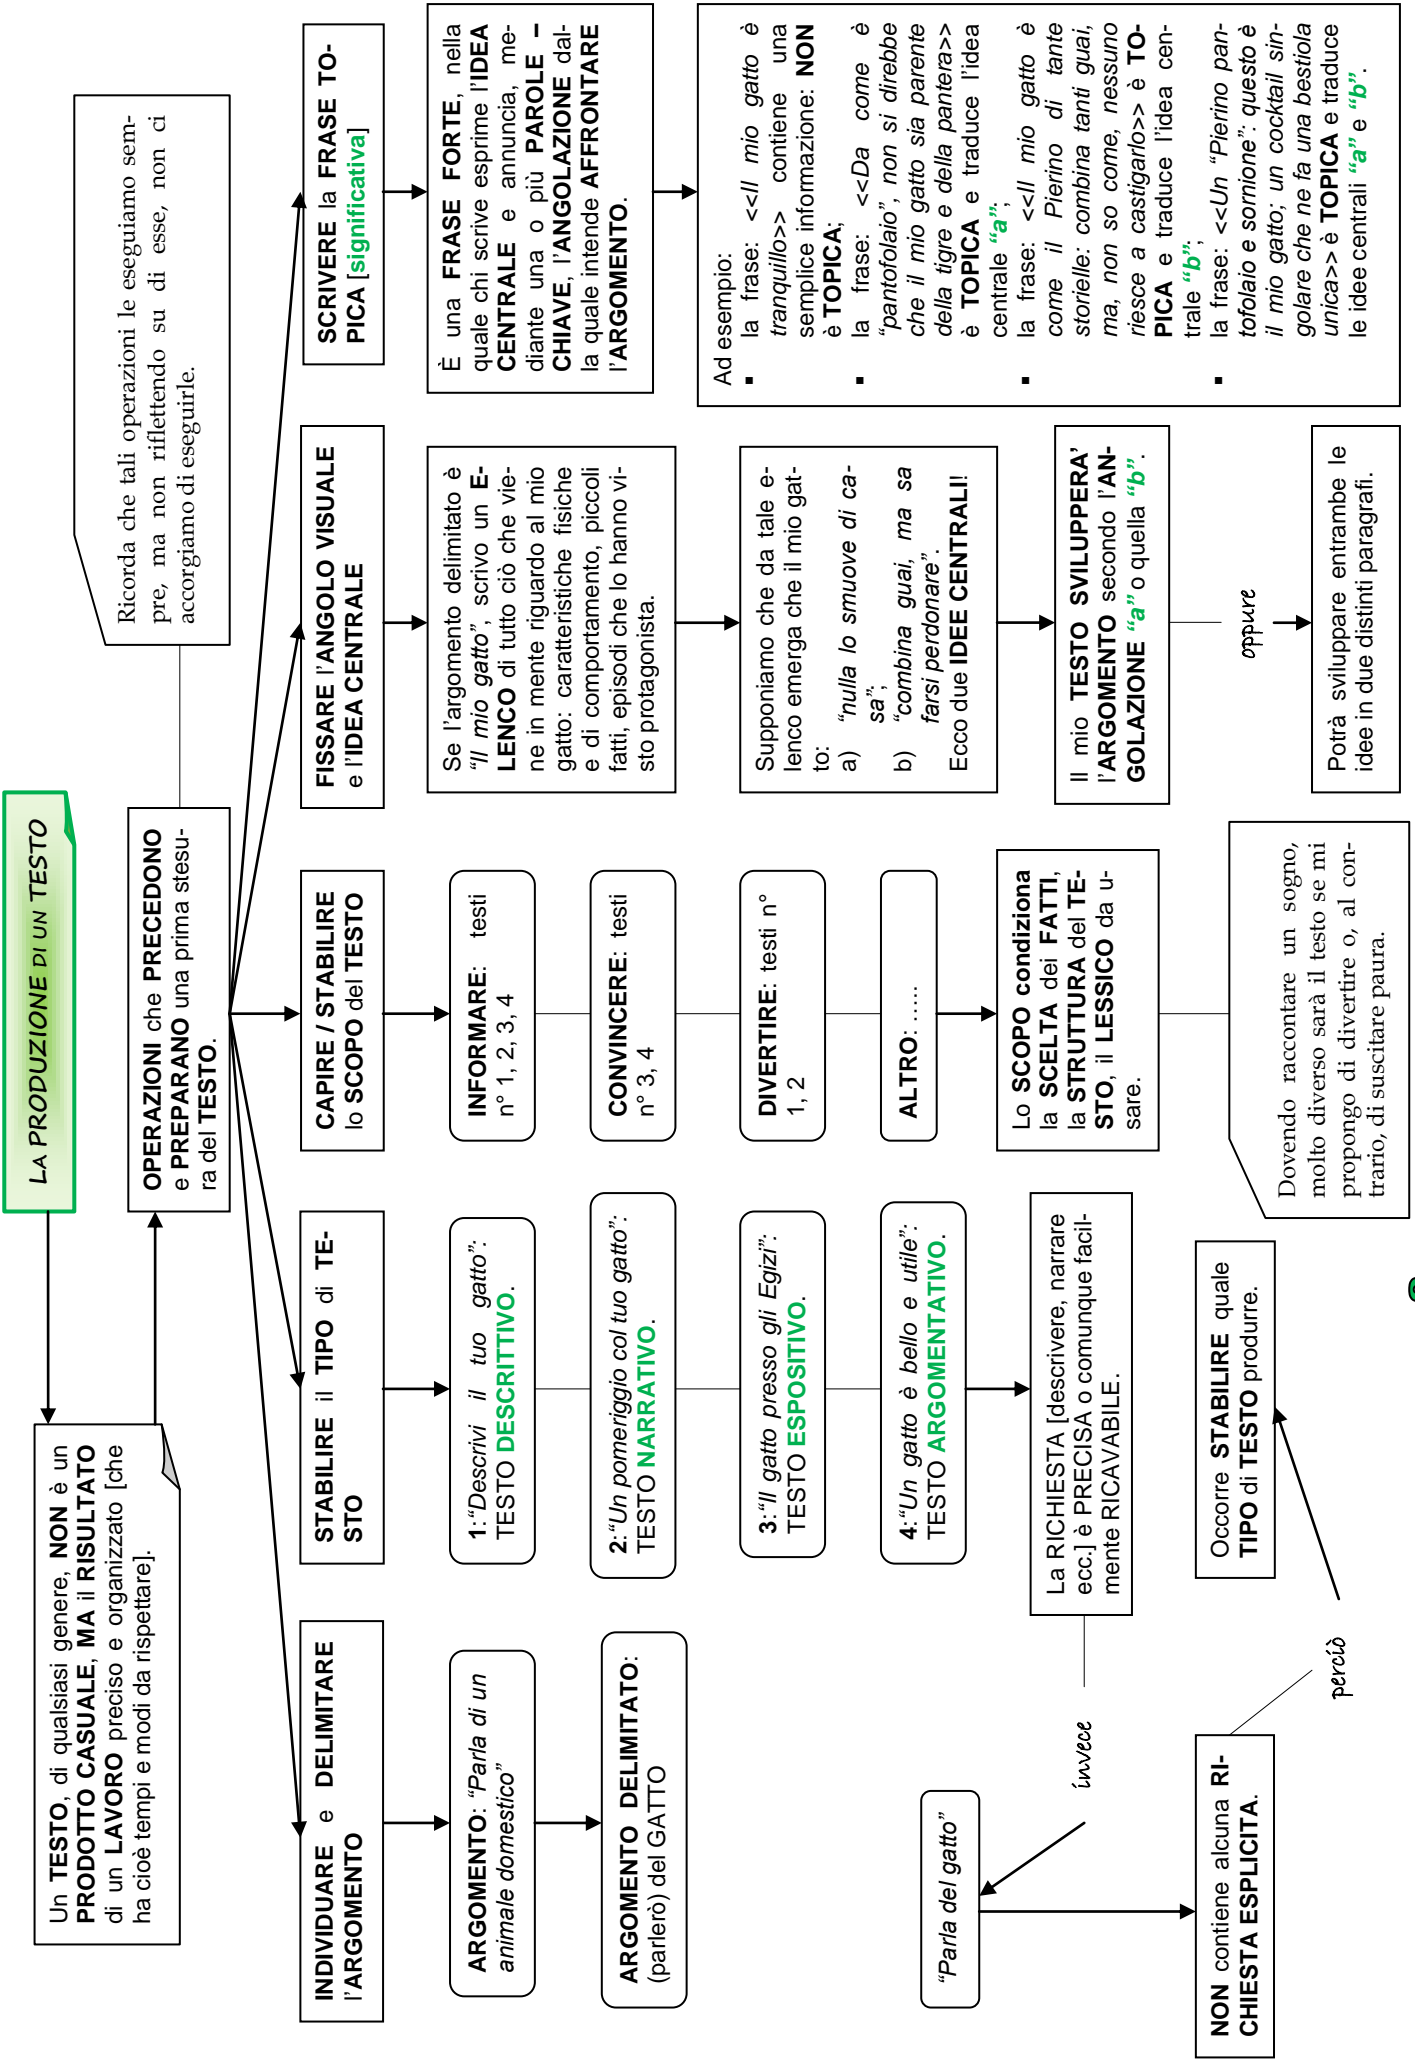 LA PRODUZIONE DI UN TESTO
Un TESTO, di qualsiasi genere, NON è un
PRODOTTO CASUALE, MA il RISULTATO
di un LAVORO preciso e organizzato [che
ha cioè tempi e modi da rispettare].
OPERAZIONI che PRECEDONO
e PREPARANO una prima stesu-
ra del TESTO.
Ricorda che tali operazioni le eseguiamo sem-
pre, ma non riflettendo su di esse, non ci
accorgiamo di eseguirle.
INDIVIDUARE e DELIMITARE
l'ARGOMENTO
ARGOMENTO: “Parla di un
animale domestico”
ARGOMENTO DELIMITATO:
(parlerò) del GATTO
STABILIRE il TIPO di TE-
STO
1:“Descrivi il tuo gatto”:
TESTO DESCRITTIVO.
2:“Un pomeriggio col tuo gatto”:
TESTO NARRATIVO.
3:“Il gatto presso gli Egizi”:
TESTO ESPOSITIVO.
4:“Un gatto è bello e utile”:
TESTO ARGOMENTATIVO.
La RICHIESTA [descrivere, narrare
ecc.] è PRECISA o comunque facil-
mente RICAVABILE.
invece
“Parla del gatto”
NON contiene alcuna RI-
CHIESTA ESPLICITA.
perciò
Occorre STABILIRE quale
TIPO di TESTO produrre.
CAPIRE / STABILIRE
lo SCOPO del TESTO
INFORMARE: testi
n° 1, 2, 3, 4
CONVINCERE: testi
n° 3, 4
DIVERTIRE: testi n°
1, 2
ALTRO: …..
Lo SCOPO condiziona
la SCELTA dei FATTI,
la STRUTTURA del TE-
STO, il LESSICO da u-
sare.
Dovendo raccontare un sogno,
molto diverso sarà il testo se mi
propongo di divertire o, al con-
trario, di suscitare paura.
FISSARE l'ANGOLO VISUALE
e l'IDEA CENTRALE
Se l'argomento delimitato è
“Il mio gatto”, scrivo un E-
LENCO di tutto ciò che vie-
ne in mente riguardo al mio
gatto: caratteristiche fisiche
e di comportamento, piccoli
fatti, episodi che lo hanno vi-
sto protagonista.
Supponiamo che da tale e-
lenco emerga che il mio gat-
to:
a) “nulla lo smuove di ca-
sa”;
b) “combina guai, ma sa
farsi perdonare”.
Ecco due IDEE CENTRALI!
Il mio TESTO SVILUPPERA'
l'ARGOMENTO secondo l'AN-
GOLAZIONE “a” o quella “b”.
oppure
Potrà sviluppare entrambe le
idee in due distinti paragrafi.
SCRIVERE la FRASE TO-
PICA [significativa]
È una FRASE FORTE, nella
quale chi scrive esprime l'IDEA
CENTRALE e annuncia, me-
diante una o più PAROLE –
CHIAVE, l'ANGOLAZIONE dal-
la quale intende AFFRONTARE
l'ARGOMENTO.
Ad esempio:
▪ la frase: <<Il mio gatto è
tranquillo>> contiene una
semplice informazione: NON
è TOPICA;
▪ la frase: <<Da come è
“pantofolaio”, non si direbbe
che il mio gatto sia parente
della tigre e della pantera>>
è TOPICA e traduce l'idea
centrale “a”;
▪ la frase: <<Il mio gatto è
come il Pierino di tante
storielle: combina tanti guai,
ma, non so come, nessuno
riesce a castigarlo>> è TO-
PICA e traduce l'idea cen-
trale “b”;
▪ la frase: <<Un “Pierino pan-
tofolaio e sornione”: questo è
il mio gatto; un cocktail sin-
golare che ne fa una bestiola
unica>> è TOPICA e traduce
le idee centrali “a” e “b”.